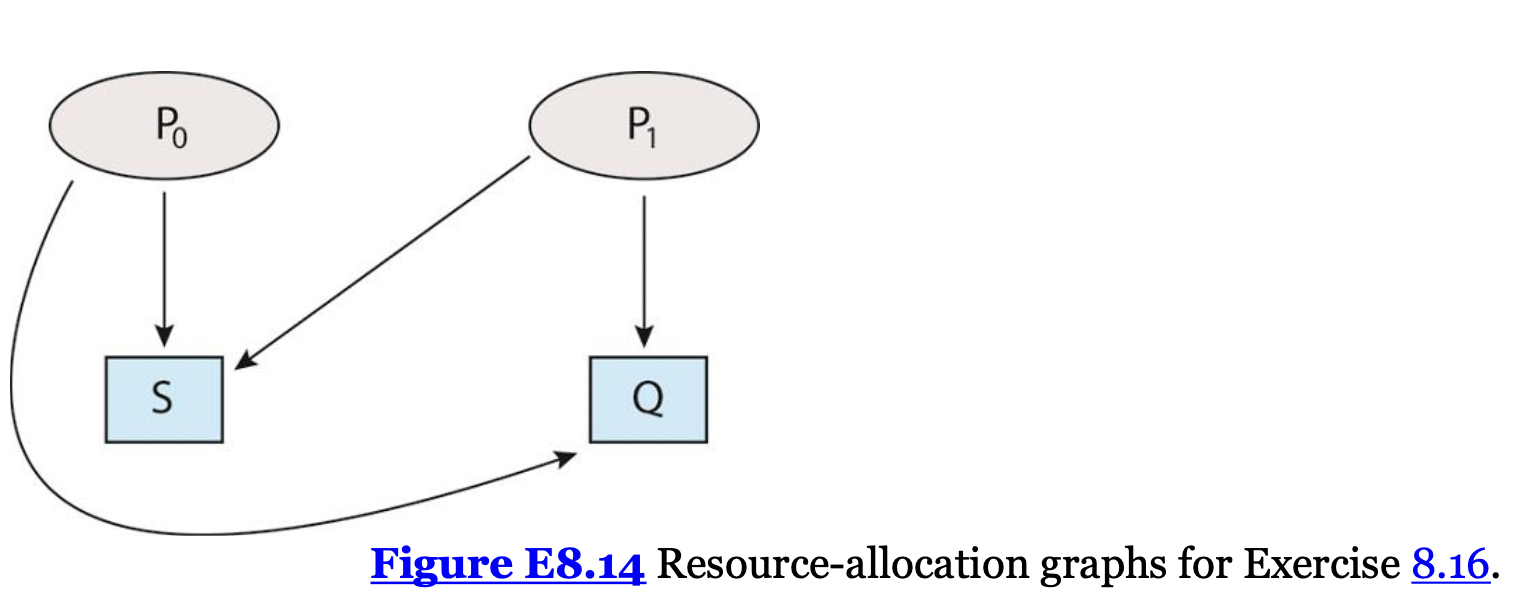 P0
P1
S
Q
Figure E8.14 Resource-allocation graphs for Exercise 8.16.